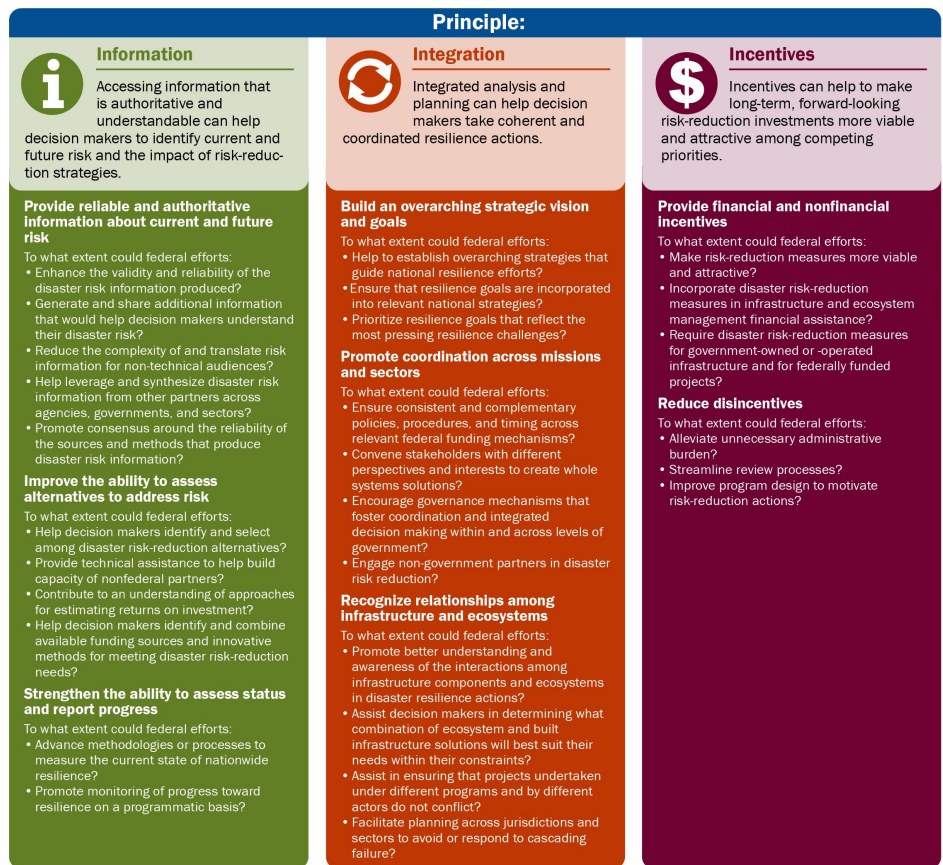 Principle:
Information
Accessing information that
is authoritative and
understandable can help
decision makers to identify current and
future risk and the impact of risk-reduc-
tion strategies.
Provide reliable and authoritative
information about current and future
risk
To what extent could federal efforts:
• Enhance the validity and reliability of the
disaster risk information produced?
• Generate and share additional information
that would help decision makers understand
their disaster risk?
• Reduce the complexity of and translate risk
information for non-technical audiences?
• Help leverage and synthesize disaster risk
information from other partners across
agencies, governments, and sectors?
• Promote consensus around the reliability of
the sources and methods that produce
disaster risk information?
Improve the ability to assess
alternatives to address risk
To what extent could federal efforts:
• Help decision makers identify and select
among disaster risk-reduction alternatives?
• Provide technical assistance to help build
capacity of nonfederal partners?
• Contribute to an understanding of approaches
for estimating returns on investment?
• Help decision makers identify and combine
available funding sources and innovative
methods for meeting disaster risk-reduction
needs?
Strengthen the ability to assess status
and report progress
To what extent could federal efforts:
• Advance methodologies or processes to
measure the current state of nationwide
resilience?
• Promote monitoring of progress toward
resilience on a programmatic basis?
Integration
Integrated analysis and
planning can help decision
makers take coherent and
coordinated resilience actions.
Build an overarching strategic vision
and goals
To what extent could federal efforts:
• Help to establish overarching strategies that
guide national resilience efforts?
• Ensure that resilience goals are incorporated
into relevant national strategies?
• Prioritize resilience goals that reflect the
most pressing resilience challenges?
Promote coordination across missions
and sectors
To what extent could federal efforts:
• Ensure consistent and complementary
policies, procedures, and timing across
relevant federal funding mechanisms?
• Convene stakeholders with different
perspectives and interests to create whole
systems solutions?
• Encourage governance mechanisms that
foster coordination and integrated
decision making within and across levels of
government?
• Engage non-government partners in disaster
risk reduction?
Recognize relationships among
infrastructure and ecosystems
To what extent could federal efforts:
• Promote better understanding and
awareness of the interactions among
infrastructure components and ecosystems
in disaster resilience actions?
• Assist decision makers in determining what
combination of ecosystem and built
infrastructure solutions will best suit their
needs within their constraints?
• Assist in ensuring that projects undertaken
under different programs and by different
actors do not conflict?
• Facilitate planning across jurisdictions and
sectors to avoid or respond to cascading
failure?
$
Incentives
Incentives can help to make
long-term, forward-looking
risk-reduction investments more viable
and attractive among competing
priorities.
Provide financial and nonfinancial
incentives
To what extent could federal efforts:
• Make risk-reduction measures more viable
and attractive?
• Incorporate disaster risk-reduction
measures in infrastructure and ecosystem
management financial assistance?
• Require disaster risk-reduction measures
for government-owned or -operated
infrastructure and for federally funded
projects?
Reduce disincentives
To what extent could federal efforts:
• Alleviate unnecessary administrative
burden?
• Streamline review processes?
• Improve program design to motivate
risk-reduction actions?